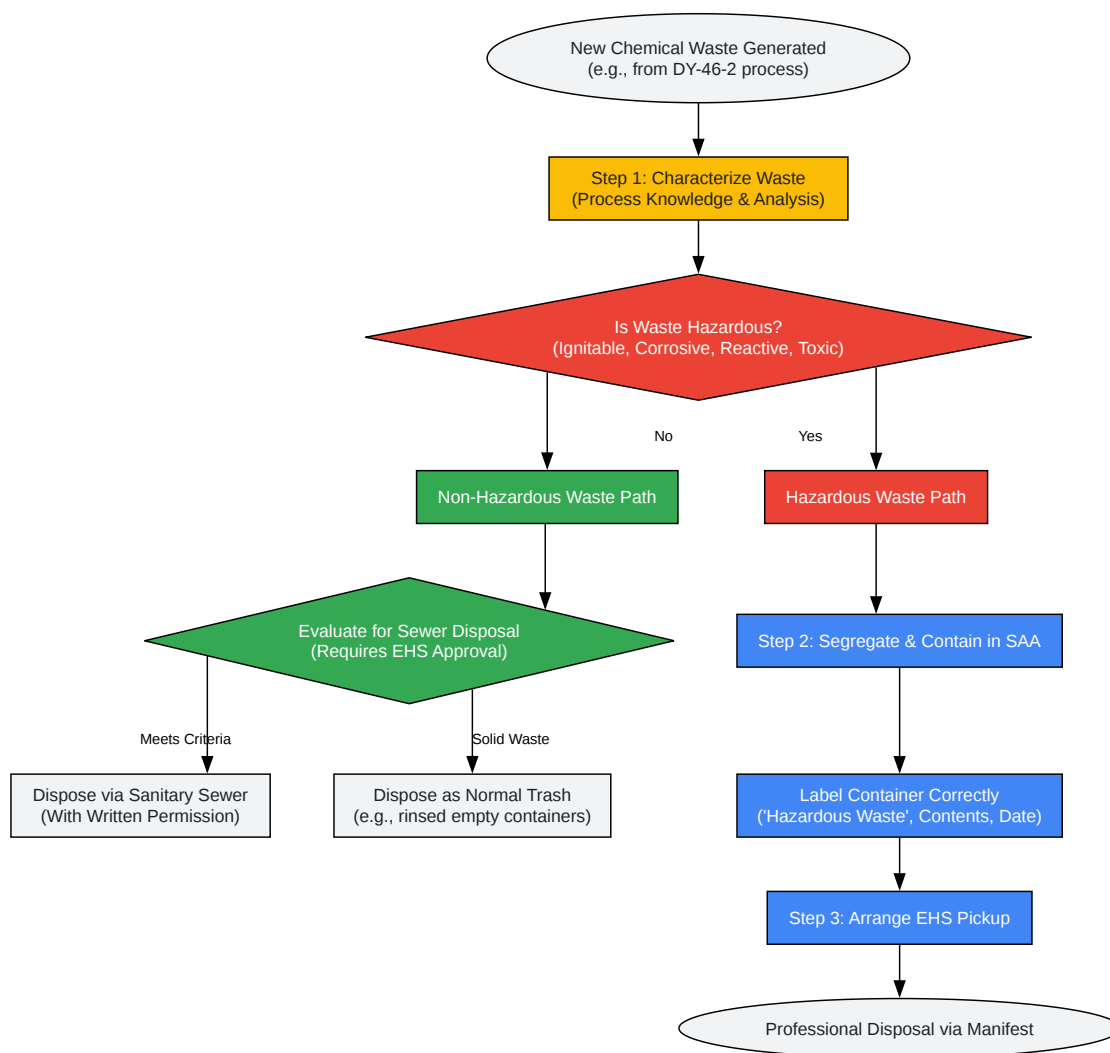 New Chemical Waste Generated
(e.g., from DY-46-2 process)
Step 1: Characterize Waste
(Process Knowledge & Analysis)
Is Waste Hazardous?
(Ignitable, Corrosive, Reactive, Toxic)
No
Yes
Non-Hazardous Waste Path
Hazardous Waste Path
Evaluate for Sewer Disposal
(Requires EHS Approval)
Step 2: Segregate & Contain in SAA
Meets Criteria
Solid Waste
Dispose via Sanitary Sewer
(With Written Permission)
Dispose as Normal Trash
(e.g., rinsed empty containers)
Label Container Correctly
('Hazardous Waste', Contents, Date)
Step 3: Arrange EHS Pickup
Professional Disposal via Manifest